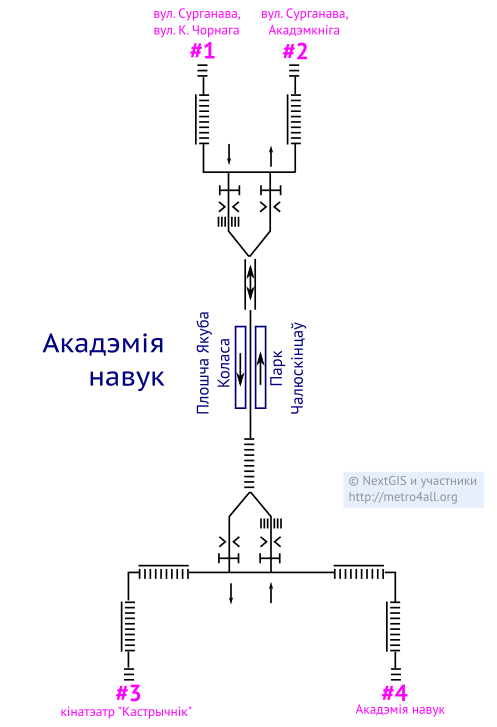 вул. Сурганава,
вул. К. Чорнага
#1
вул. Сурганава,
Акадэмкніга
#2
Акадэмія
навук
Плошча Якуба
Коласа
Парк
Чалюскінцаў
© NextGIS и участники
http://metro4all.org
#3
кінатэатр "Кастрычнік"
#4
Акадэмія навук